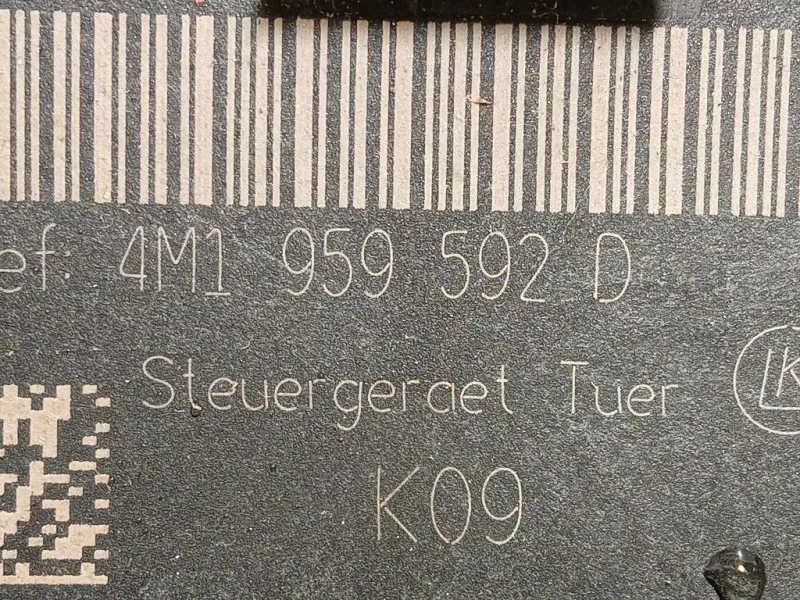 ef: 4M1 959 592 D
Steuergeraet Tuer
K09